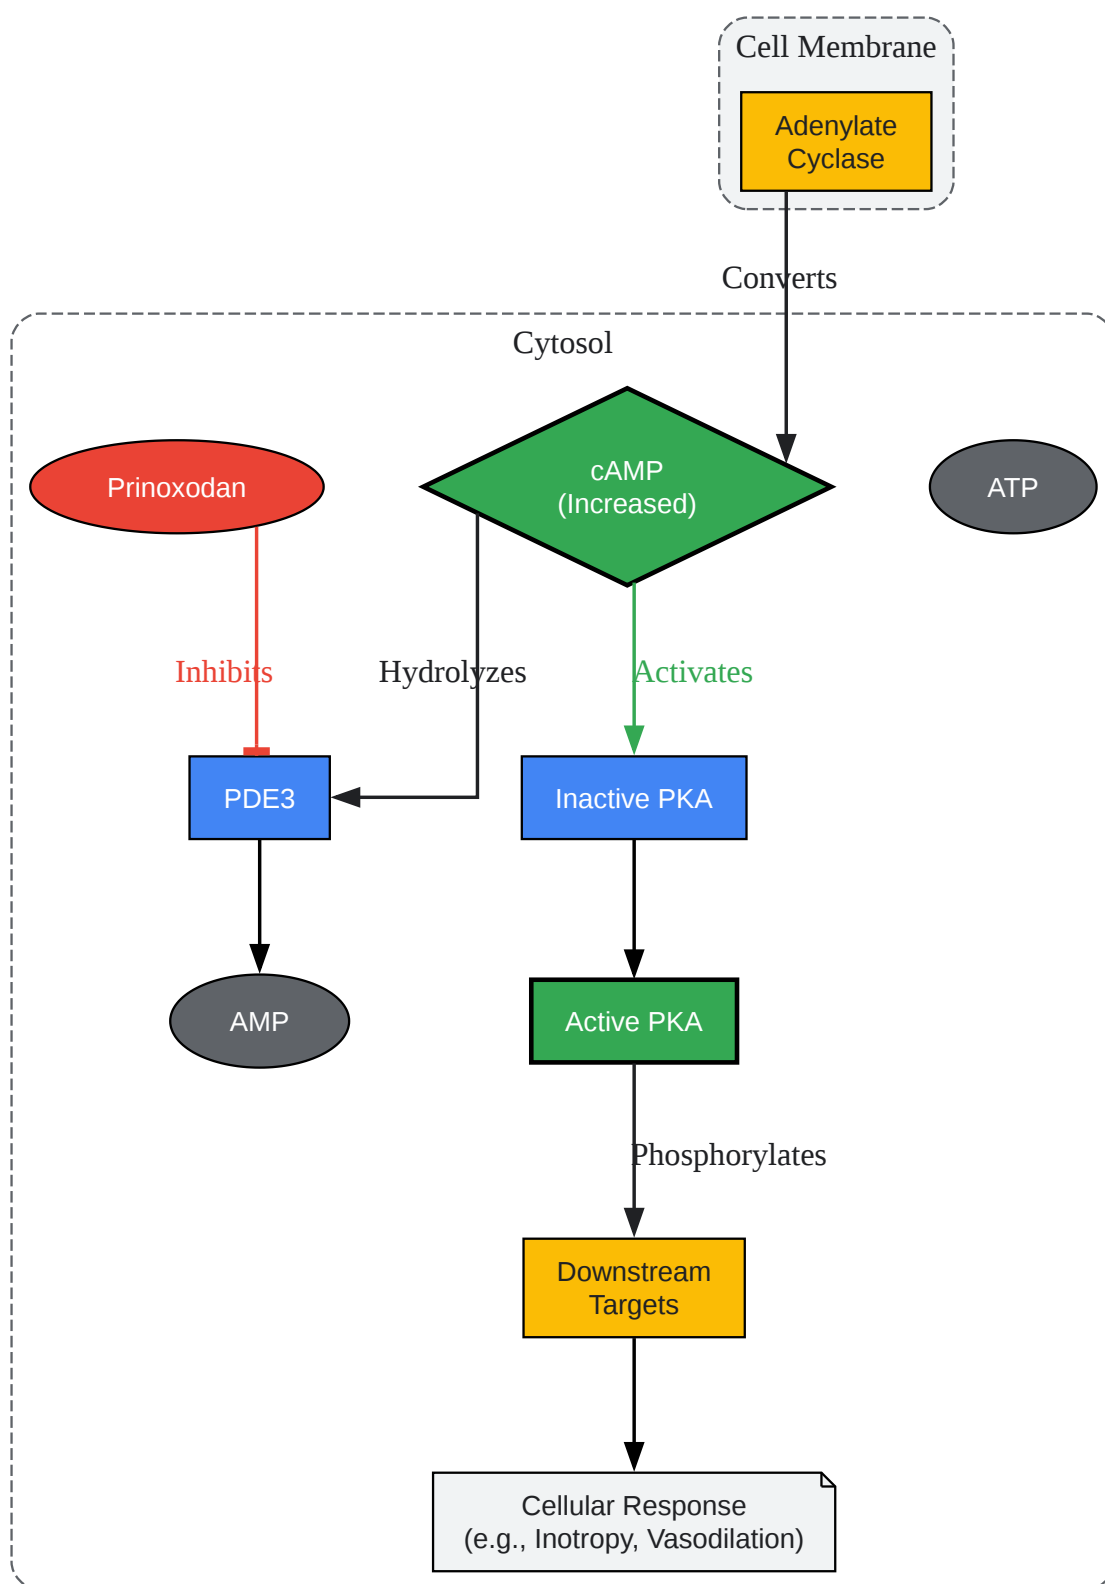 Cell Membrane
Adenylate
Cyclase
Converts
Cytosol
Prinoxodan
cAMP
(Increased)
ATP
Inhibits
Hydrolyzes
Activates
PDE3
Inactive PKA
AMP
Active PKA
Phosphorylates
Downstream
Targets
Cellular Response
(e.g., Inotropy, Vasodilation)